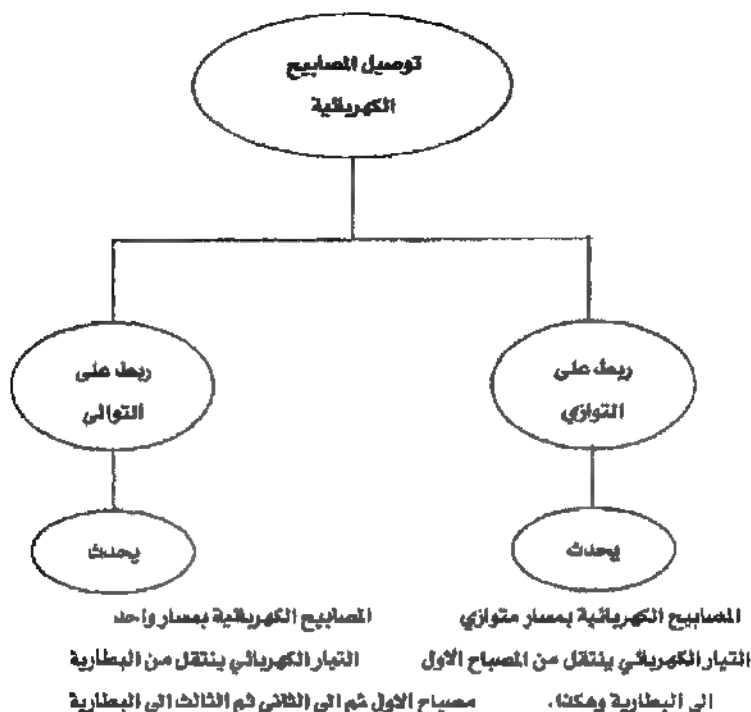 توصيل المصابيح
الكهربائية
ربط على
التوازي
ربط على
التوالي
يحدث
يحدث
المصابيح الكهربائية بمسار متوازي
التيار الكهربائي ينتقل من المصباح الاول
الى البطارية وهكذا.
المصابيح الكهربائية بمسار واحد
التيار الكهربائي ينتقل من البطارية
مصباح الاول ثم الى الثاني ثم الثالث الى البطارية